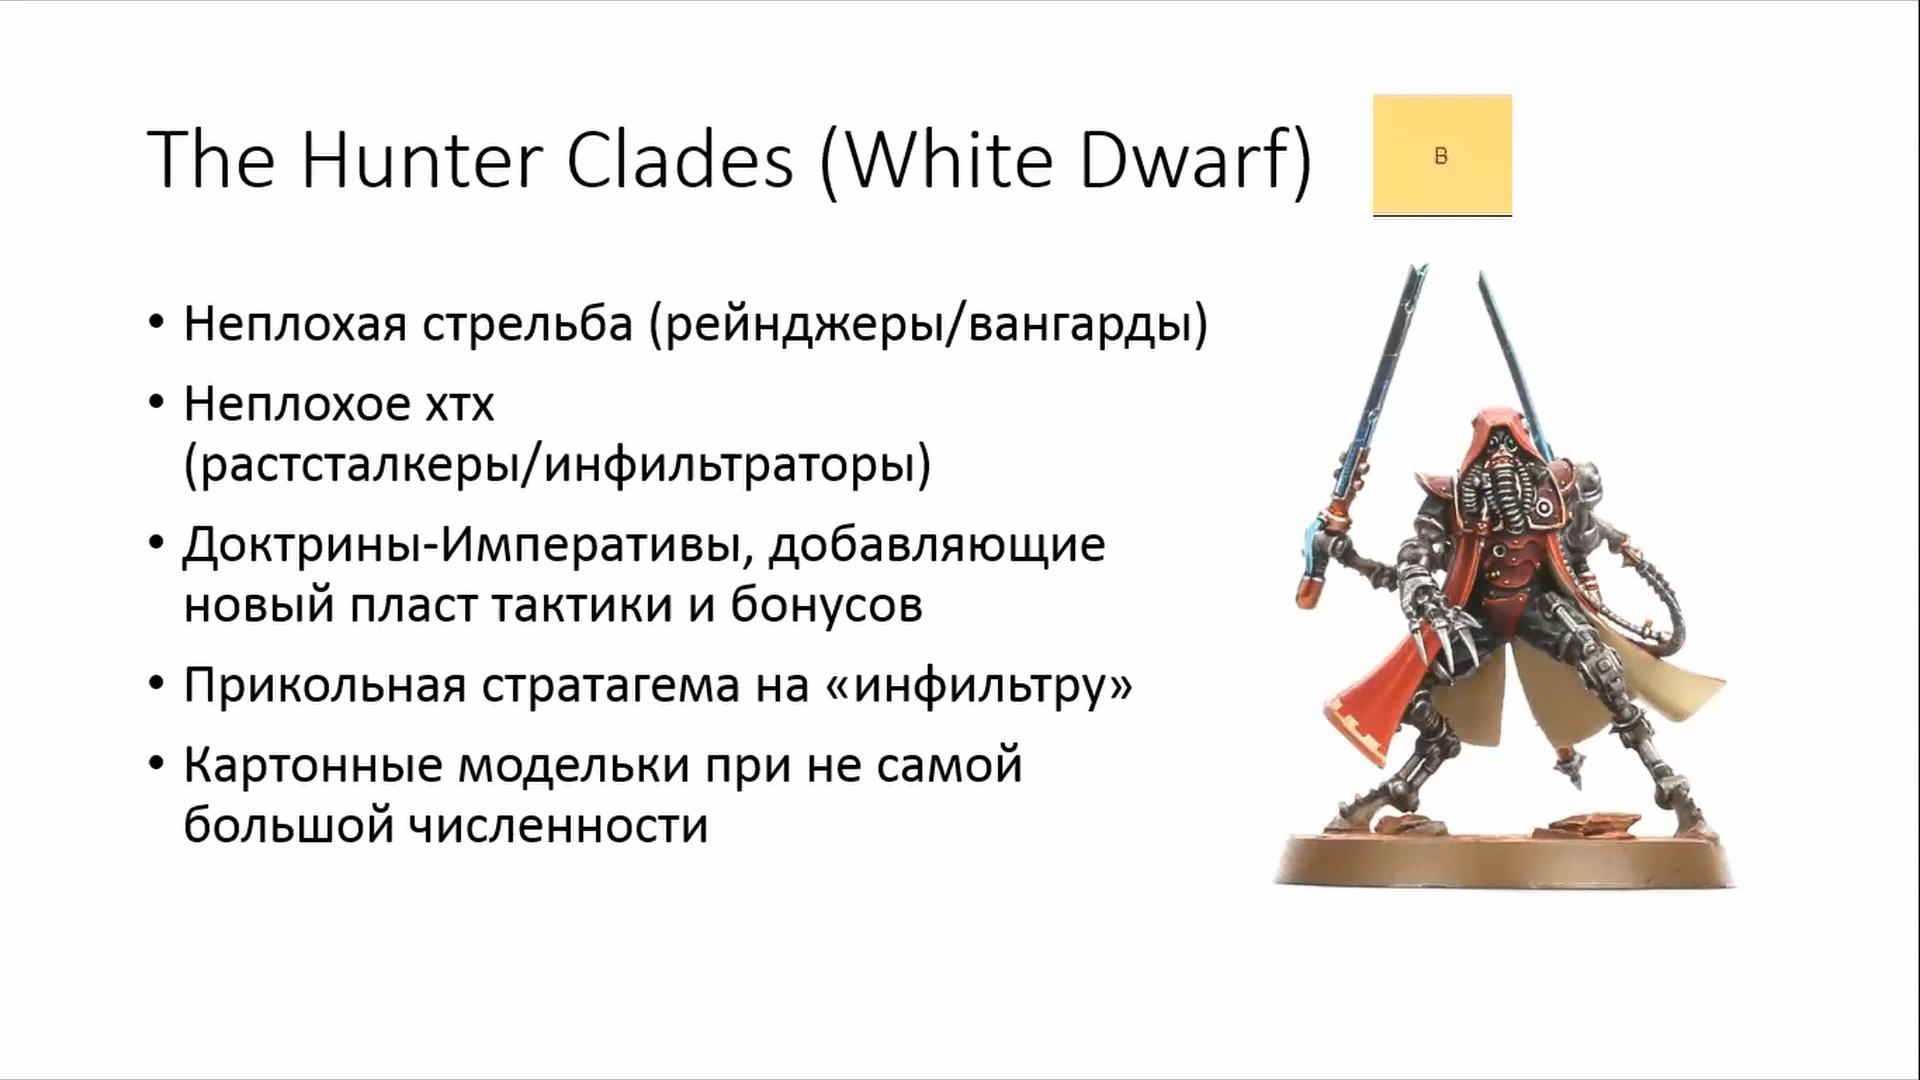 The Hunter Clades (White Dwarf)
B
• Неплохая стрельба (рейнджеры/вангарды)
• Неплохое хтх
(растсталкеры/инфильтраторы)
• Доктрины-Императивы, добавляющие
новый пласт тактики и бонусов
• Прикольная стратагема на «инфильтру»
• Картонные модельки при не самой
большой численности